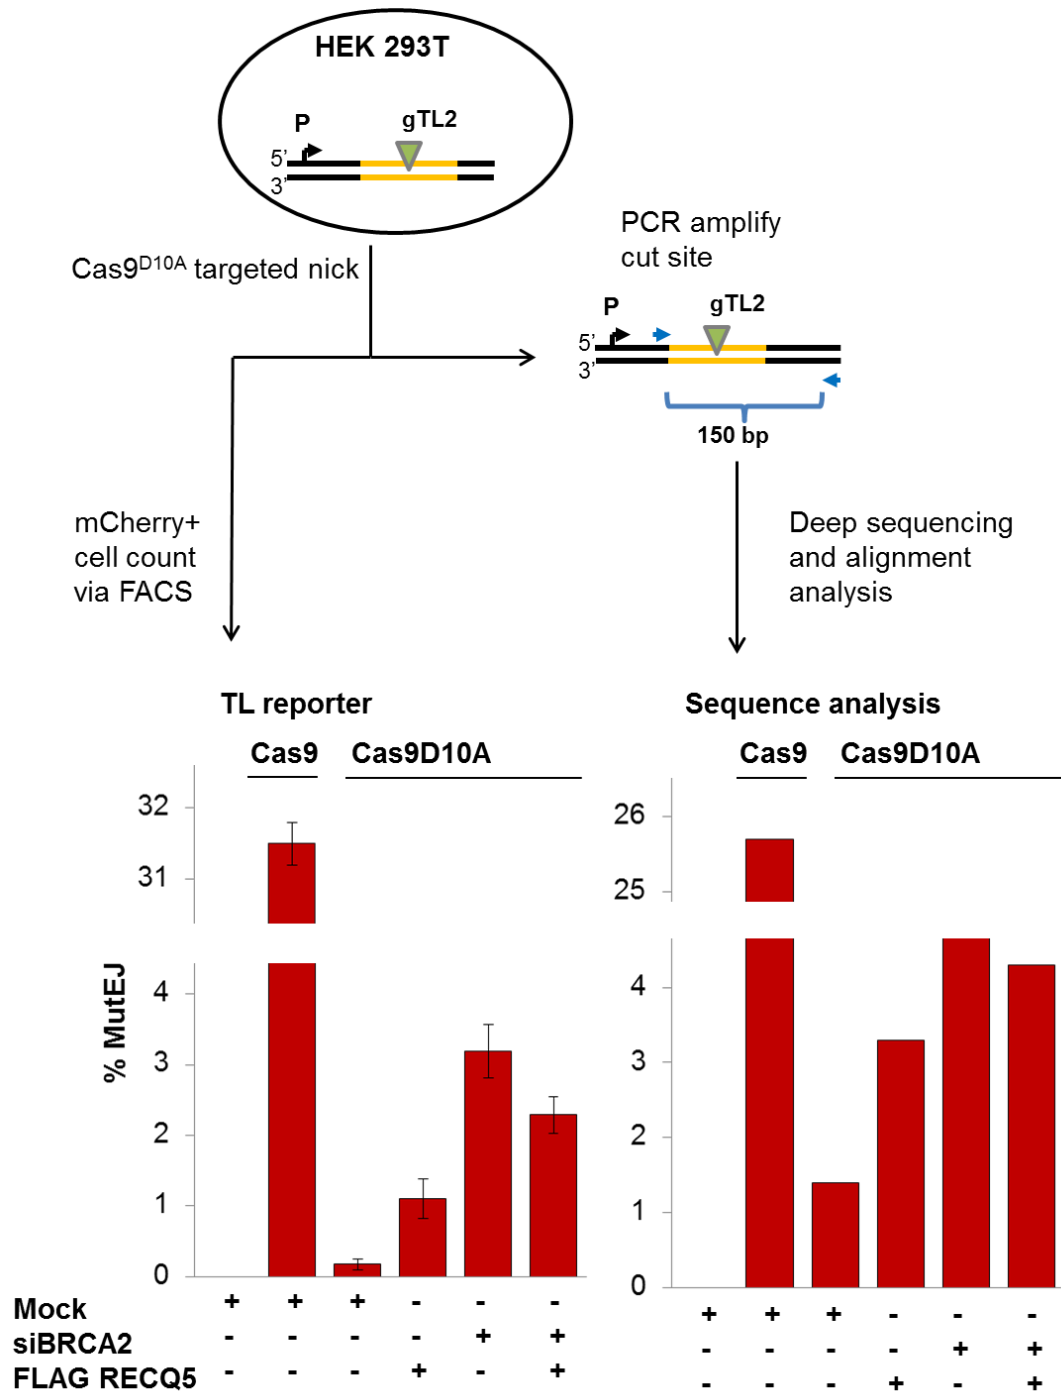 HEK 293T
P
gTL2
5’
3’
Cas9D10A targeted nick
PCR amplify
cut site
P
gTL2
5’
3’
150 bp
mCherry+
cell count
via FACS
Deep sequencing
and alignment
analysis
TL reporter
Cas9
Cas9D10A
% MutEJ
32
31
4
3
2
1
0
Sequence analysis
Cas9
Cas9D10A
26
25
4
3
2
1
0
Mock + + + - - - + + + - - -
siBRCA2 - - - - + + - - - - + +
FLAG RECQ5 - - - + - + - - - + - +